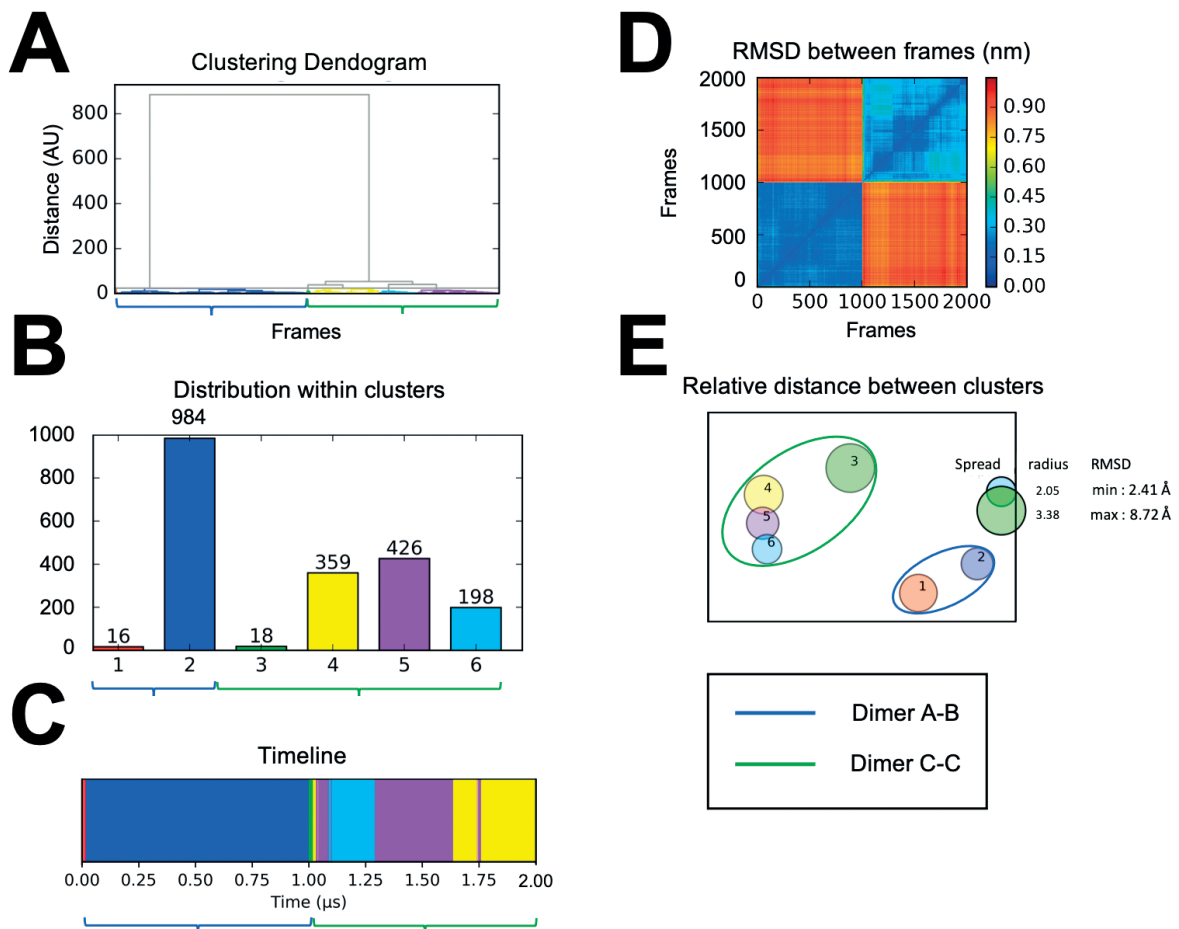 A
Clustering Dendogram
Distance (AU)
800
600
400
200
0
Frames
B
Distribution within clusters
1000
800
600
400
200
0
16
984
18
359
426
198
1 2 3 4 5 6
C
Timeline
0.00 0.25 0.50 0.75 1.00 1.25 1.50 1.75 2.00
Time (µs)
D
RMSD between frames (nm)
Frames
2000
1500
1000
500
0
0 500 1000 1500 2000
Frames
0.90
0.75
0.60
0.45
0.30
0.15
0.00
E
Relative distance between clusters
3
4
5
6
2
1
Spread radius RMSD
2.05 min : 2.41 Å
3.38 max : 8.72 Å
Dimer A-B
Dimer C-C